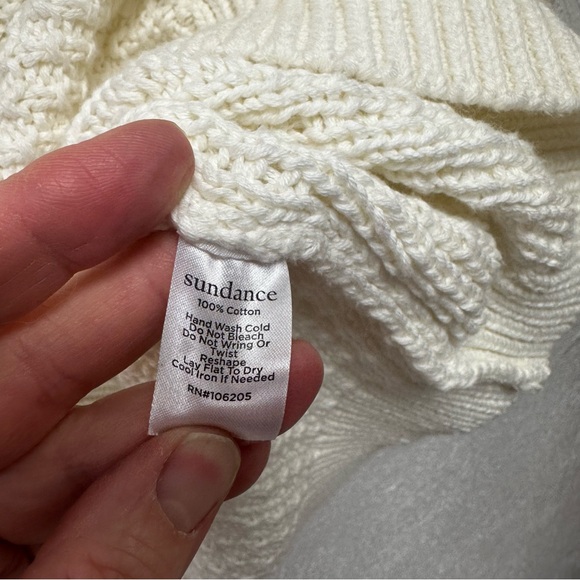 sundance
100% Cotton
Hand Wash Cold
Do Not Bleach
Do Not Wring Or
Twist
Reshape
Lay Flat To Dry
Cool Iron If Needed
RN#106205